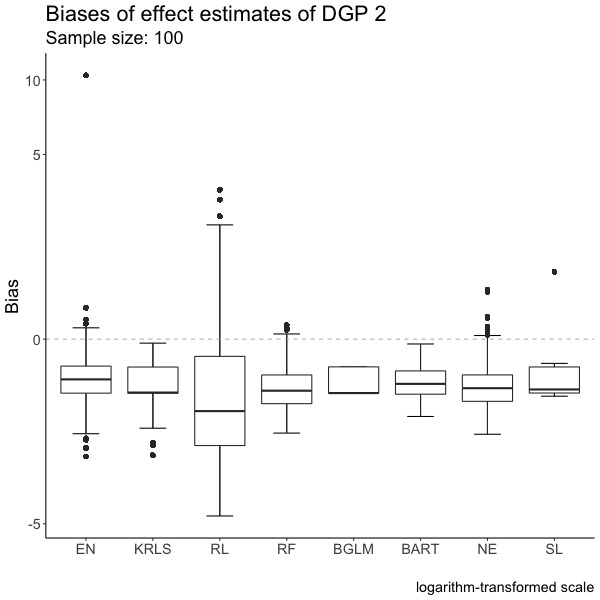 Biases of effect estimates of DGP 2
Sample size: 100
10
5
0
-5
Bias
EN KRLS RL RF BGLM BART NE SL
logarithm-transformed scale